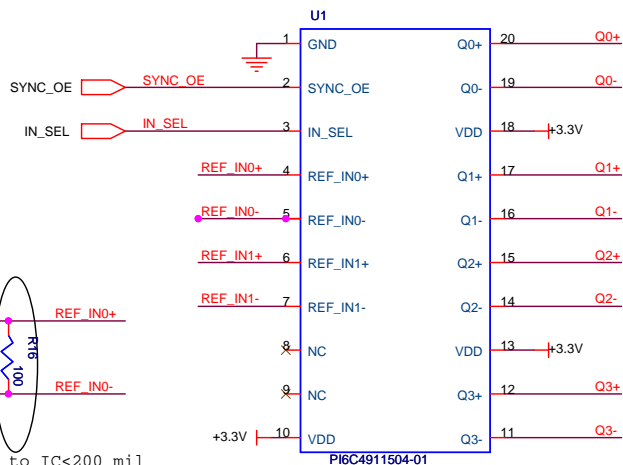 U1
1 GND Q0+ 20 Q0+
SYNC_OE SYNC_OE 2 SYNC_OE Q0- 19 Q0-
IN_SEL IN_SEL 3 IN_SEL VDD 18 +3.3V
REF_IN0+ 4 REF_IN0+ Q1+ 17 Q1+
REF_IN0- 5 REF_IN0- Q1- 16 Q1-
REF_IN1+ 6 REF_IN1+ Q2+ 15 Q2+
REF_IN1- 7 REF_IN1- Q2- 14 Q2-
REF_IN0+
R16
100
8 NC VDD 13 +3.3V
REF_IN0- 9 NC Q3+ 12 Q3+
+3.3V 10 VDD Q3- 11 Q3-
to IC<200 mil
PI6C4911504-01